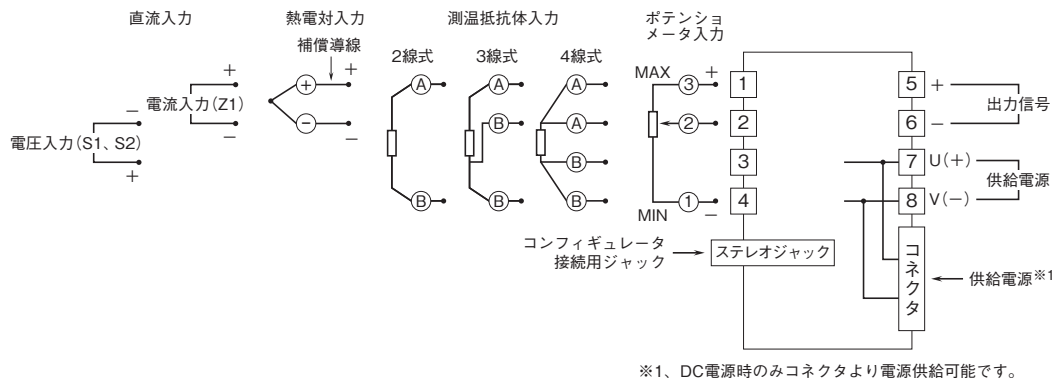 直流入力
熱電対入力
補償導線
測温抵抗体入力
2線式
3線式
4線式
ポテンショ
メータ入力
+
電流入力(Z1)
−
−
電圧入力(S1、S2)
+
+
+
−
−
A
B
A
B
B
A
A
B
B
MAX
3
+
2
1
−
MIN
1
2
3
4
5
+
6
−
出力信号
7
U(+)
8
V(−)
供給電源
コンフィギュレータ
接続用ジャック
ステレオジャック
コネクタ
供給電源※1
※1、DC電源時のみコネクタより電源供給可能です。